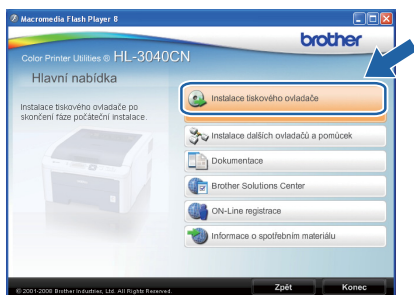 Macromedia Flash Player 8
brother
Color Printer Utilities ® HL-3040CN
Hlavní nabídka
Instalace tiskového ovladače po
skončení fáze počáteční instalace.
Instalace tiskového ovladače
Instalace dalších ovladačů a pomůcek
Dokumentace
Brother Solutions Center
ON-Line registrace
Informace o spotřebním materiálu
© 2001-2008 Brother Industries, Ltd. All Rights Reserved.
Zpět
Konec